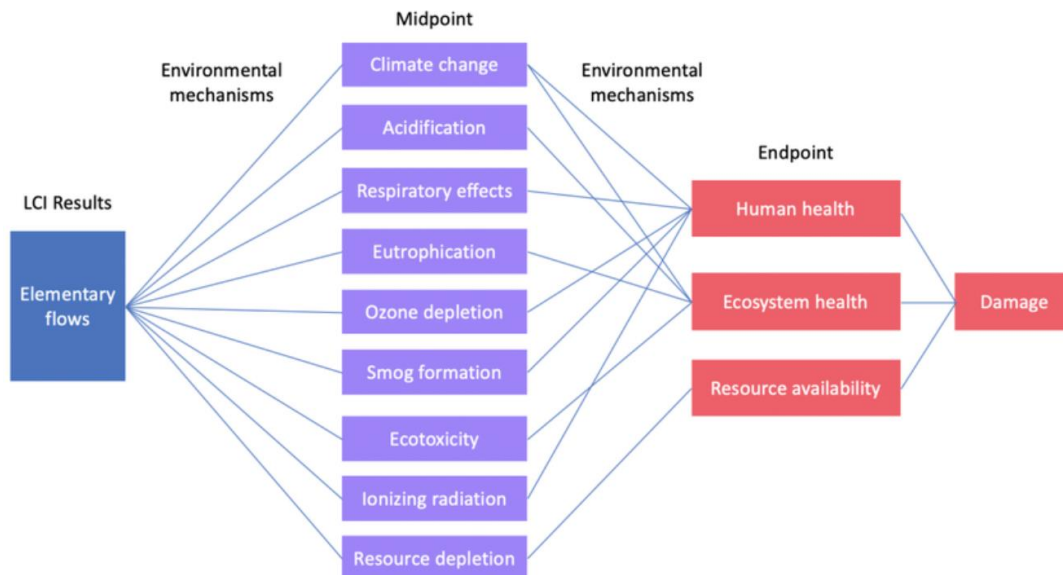 Midpoint
Environmental
mechanisms
Climate change
Environmental
mechanisms
Acidification
Endpoint
Respiratory effects
Human health
LCI Results
Eutrophication
Elementary
flows
Ozone depletion
Ecosystem health
Damage
Smog formation
Resource availability
Ecotoxicity
Ionizing radiation
Resource depletion